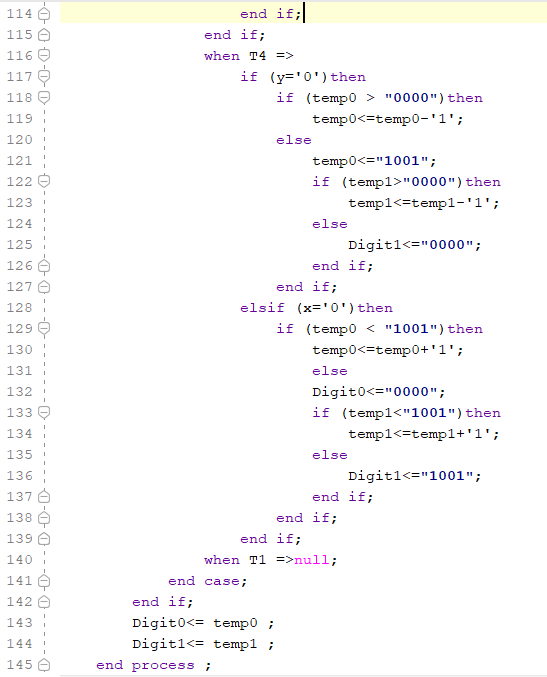 114 end if;
115 end if;
116 when T4 =>
117 if (y='0')then
118 if (temp0 > "0000")then
119 temp0<=temp0-'1';
120 else
121 temp0<="1001";
122 if (temp1>"0000")then
123 temp1<=temp1-'1';
124 else
125 Digit1<="0000";
126 end if;
127 end if;
128 elsif (x='0')then
129 if (temp0 < "1001")then
130 temp0<=temp0+'1';
131 else
132 Digit0<="0000";
133 if (temp1<"1001")then
134 temp1<=temp1+'1';
135 else
136 Digit1<="1001";
137 end if;
138 end if;
139 end if;
140 when T1 =>null;
141 end case;
142 end if;
143 Digit0<= temp0 ;
144 Digit1<= temp1 ;
145 end process ;